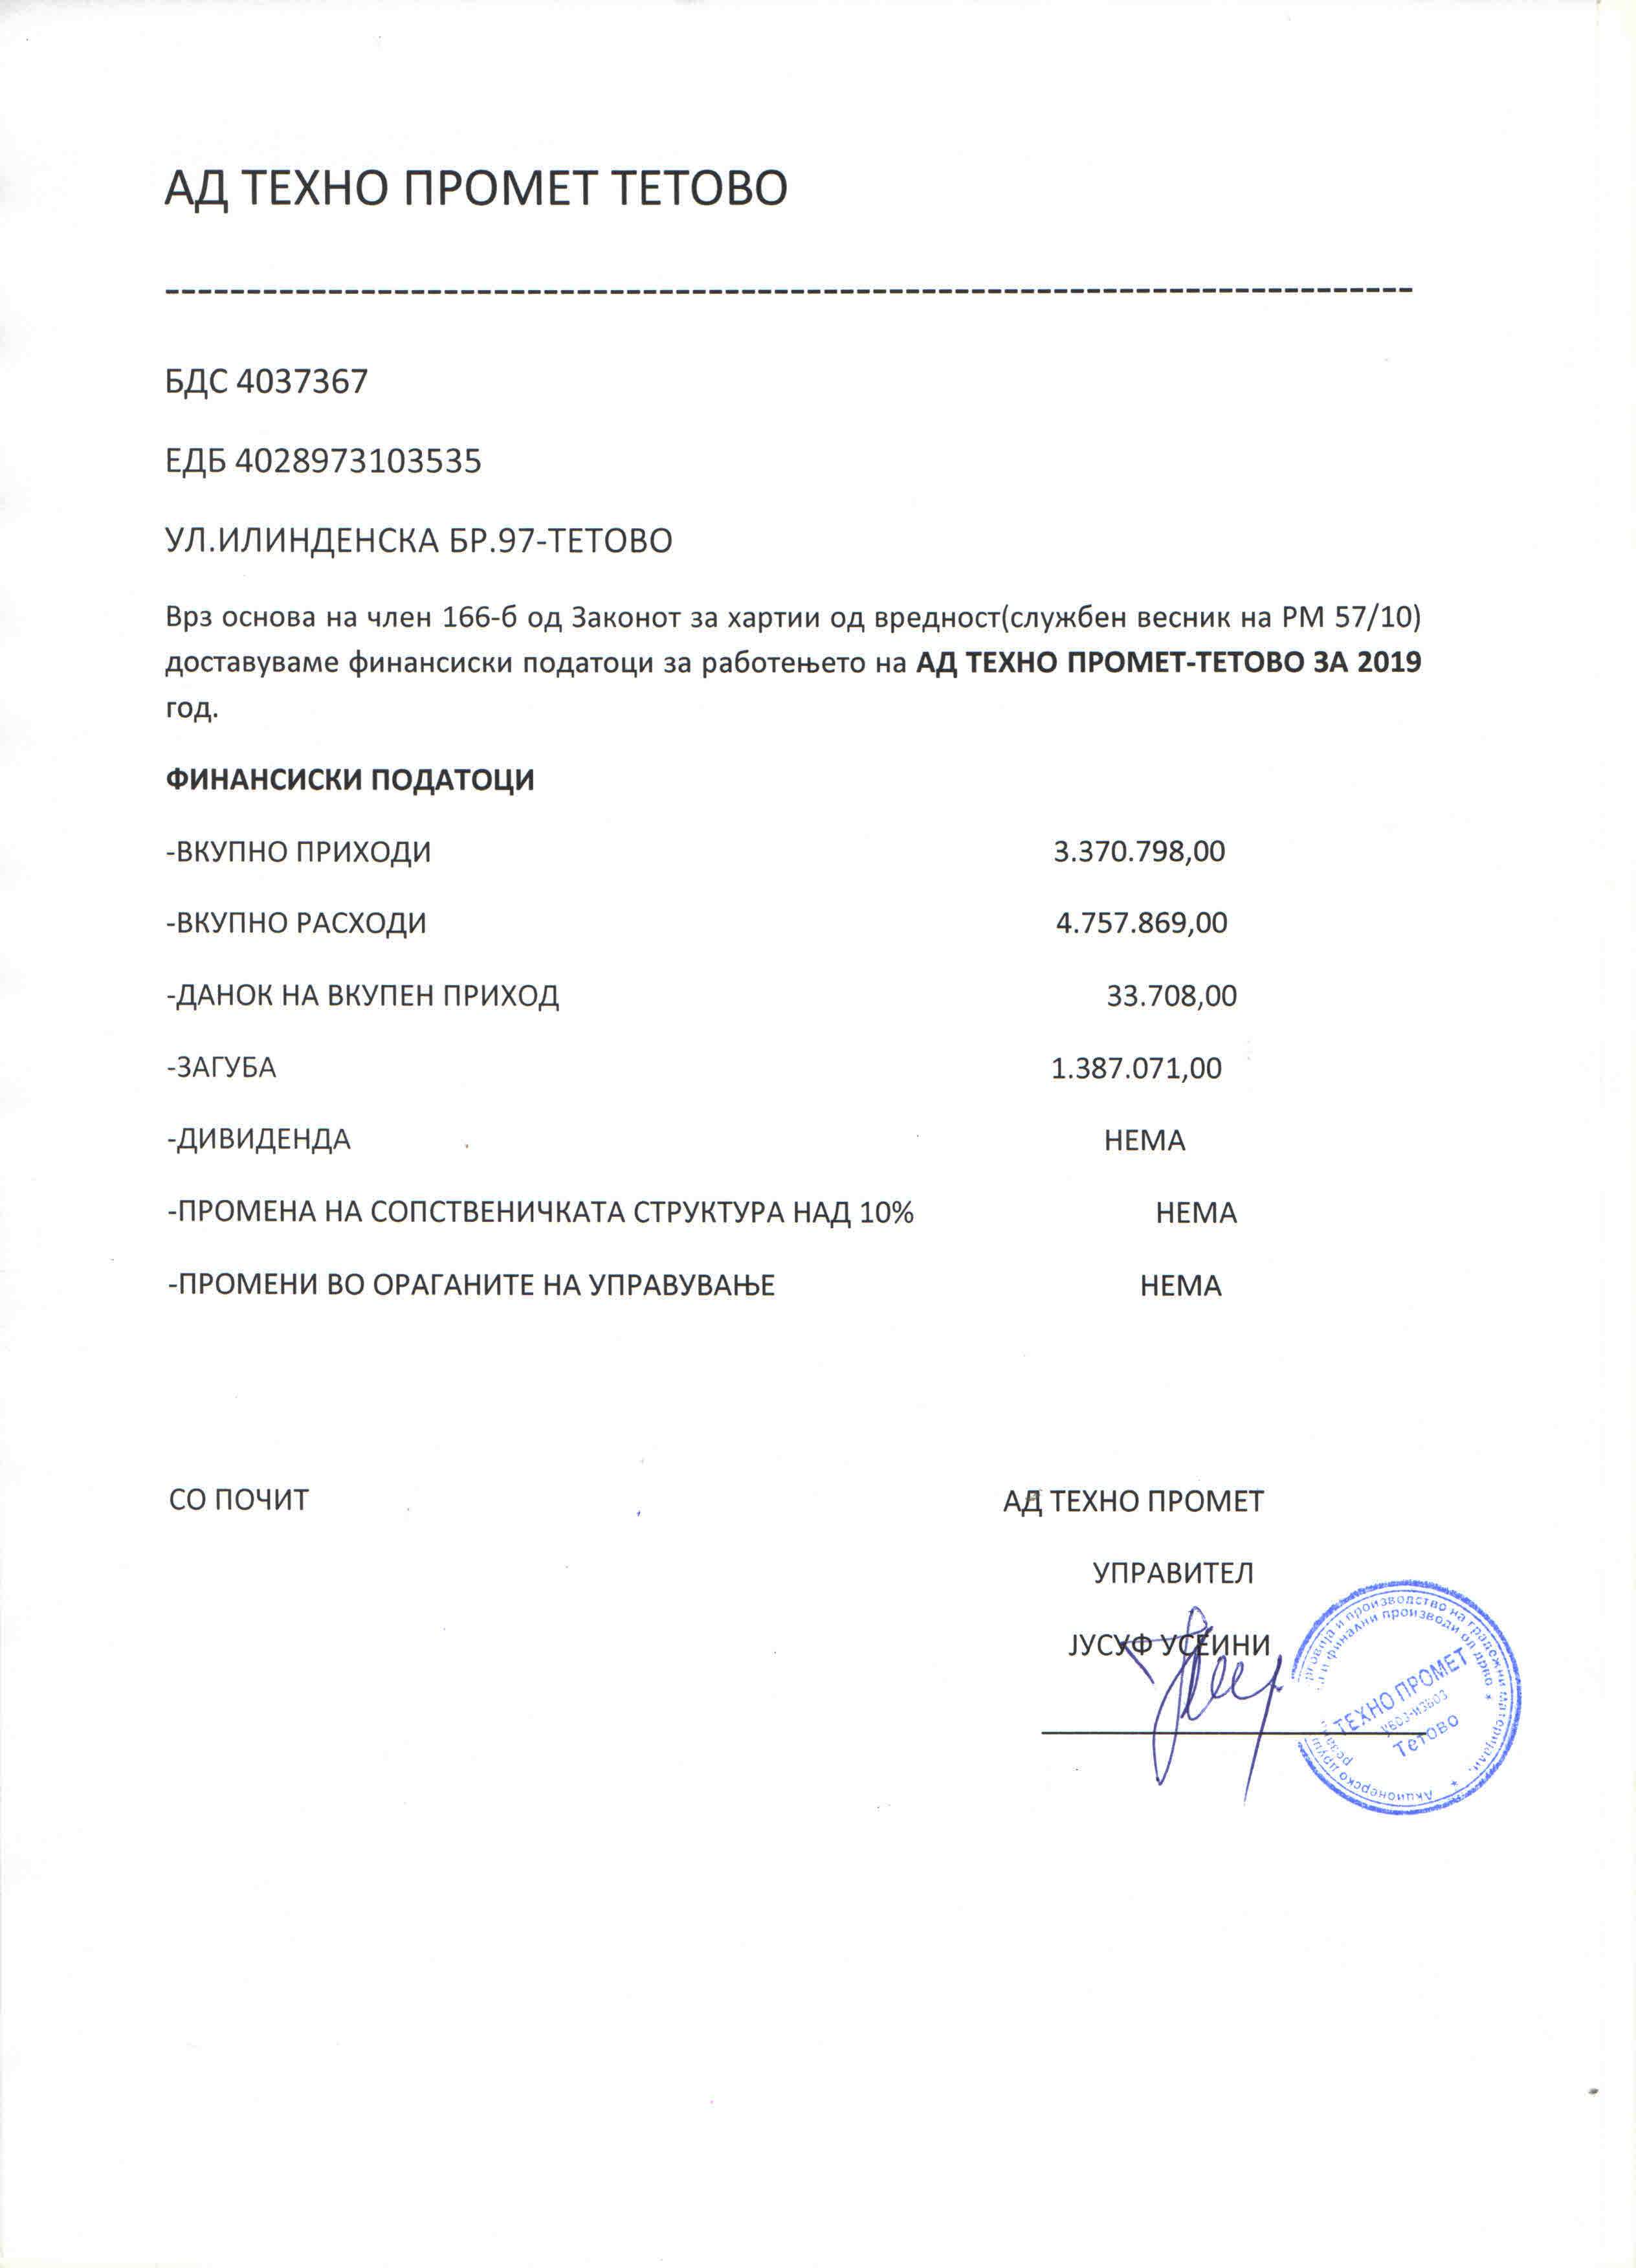 АД ТЕХНО ПРОМЕТ ТЕТОВО
----------------------------------------------------------------------------
БДС 4037367
ЕДБ 4028973103535
УЛ.ИЛИНДЕНСКА БР.97-ТЕТОВО
Врз основа на член 166-б од Законот за хартии од вредност(службен весник на РМ 57/10)
доставуваме финансиски податоци за работењето на АД ТЕХНО ПРОМЕТ-ТЕТОВО ЗА 2019
год.
ФИНАНСИСКИ ПОДАТОЦИ
-ВКУПНО ПРИХОДИ 3.370.798,00
-ВКУПНО РАСХОДИ 4.757.869,00
-ДАНОК НА ВКУПЕН ПРИХОД 33.708,00
-ЗАГУБА 1.387.071,00
-ДИВИДЕНДА НЕМА
-ПРОМЕНА НА СОПСТВЕНИЧКАТА СТРУКТУРА НАД 10% НЕМА
-ПРОМЕНИ ВО ОРАГАНИТЕ НА УПРАВУВАЊЕ НЕМА
СО ПОЧИТ АД ТЕХНО ПРОМЕТ
УПРАВИТЕЛ
ЈУСУФ УСЕИНИ
Акционерско
и производство на градежни материјали,
и финални производи од дрво *
ТЕХНО ПРОМЕТ
Тетово